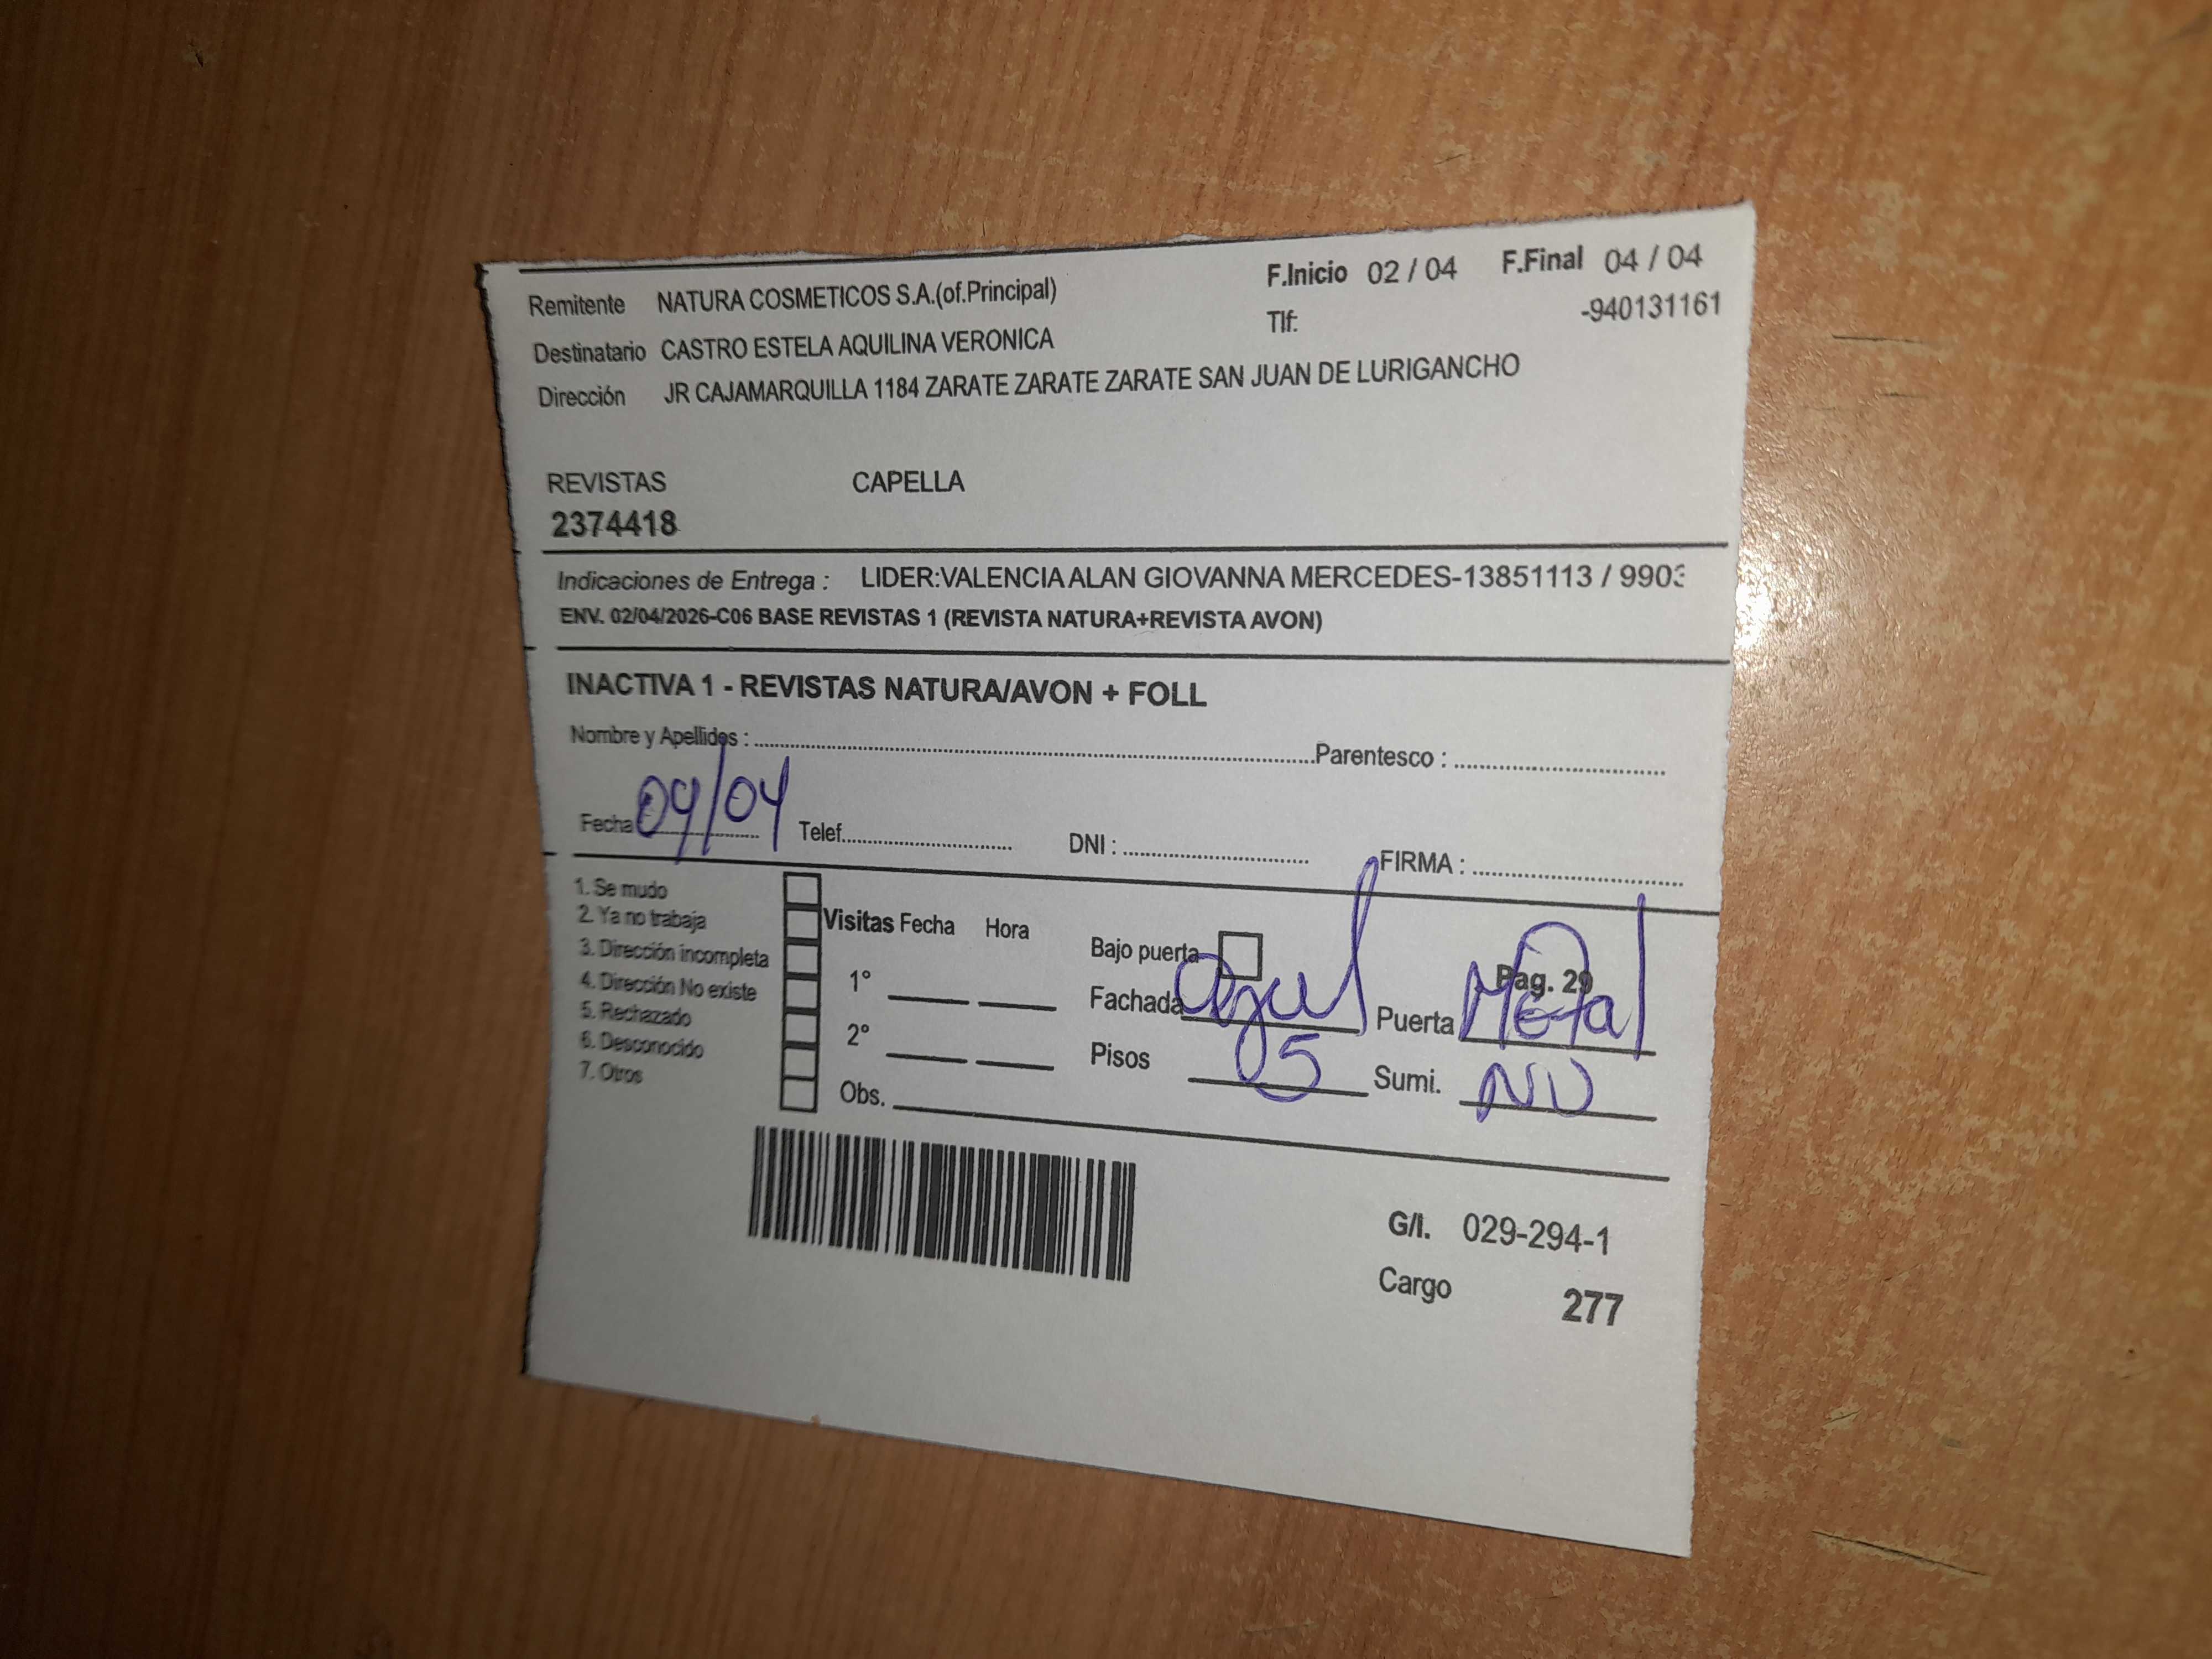 F.Inicio 02 / 04 F.Final 04 / 04
Remitente NATURA COSMETICOS S.A.(of.Principal)
Tlf: -940131161
Destinatario CASTRO ESTELA AQUILINA VERONICA
Dirección JR CAJAMARQUILLA 1184 ZARATE ZARATE ZARATE SAN JUAN DE LURIGANCHO
REVISTAS CAPELLA
2374418
Indicaciones de Entrega : LIDER:VALENCIA ALAN GIOVANNA MERCEDES-13851113 / 9903
ENV. 02/04/2026-C06 BASE REVISTAS 1 (REVISTA NATURA+REVISTA AVON)
INACTIVA 1 - REVISTAS NATURA/AVON + FOLL
Nombre y Apellidos : Parentesco :
Fecha 04/04 Telef. DNI : FIRMA :
1. Se mudo
2. Ya no trabaja
3. Dirección incompleta
4. Dirección No existe
5. Rechazado
6. Desconocido
7. Otros
Visitas Fecha Hora
1°
2°
Obs.
Bajo puerta
Pag. 29
Fachada azul Puerta Metal
Pisos 5 Sumi. NV
G/I. 029-294-1
Cargo 277